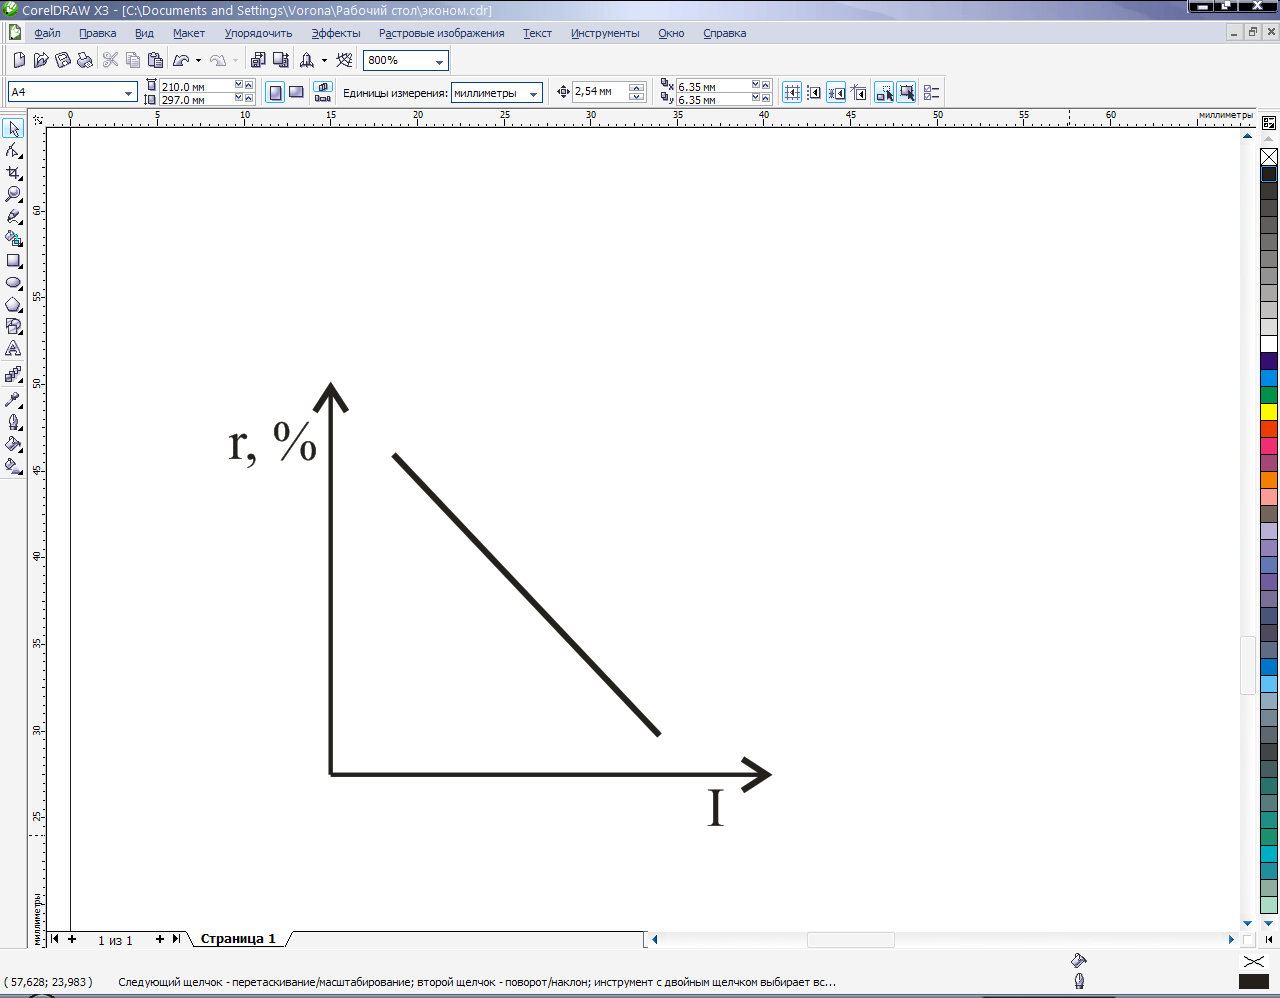 CorelDRAW X3 - [C:\Documents and Settings\Vorona\Рабочий стол\эконом.cdr]
Файл Правка Вид Макет Упорядочить Эффекты Растровые изображения Текст Инструменты Окно Справка
800%
A4 210.0 мм 297.0 мм Единицы измерения: миллиметры 2,54 мм 6.35 мм 6.35 мм
0 5 10 15 20 25 30 35 40 45 50 55 60 миллиметры
60
55
50
45
40
35
30
25
миллиметры
r, %
I
1 из 1 Страница 1
( 57,628; 23,983 ) Следующий щелчок - перетаскивание/масштабирование; второй щелчок - поворот/наклон; инструмент с двойным щелчком выбирает вс...